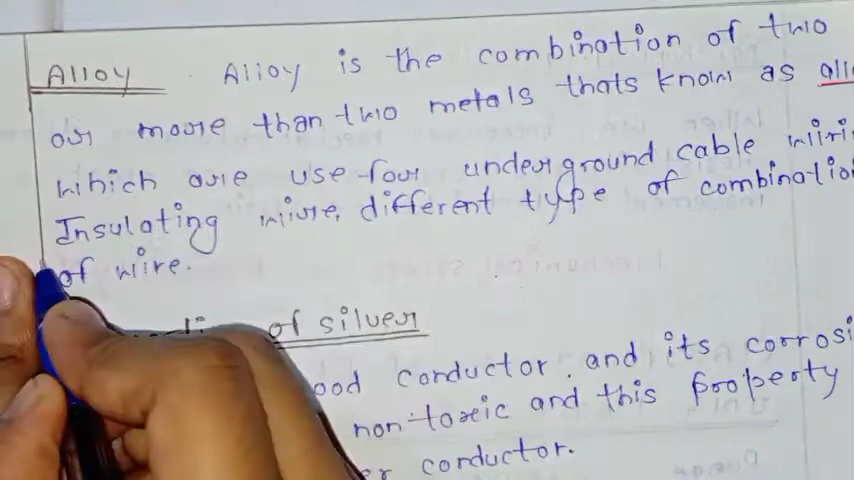 Alloy Alloy is the combination of two
or more than two metals thats known as
which are use for underground cable
Insulating wire, different type of combination
of wire.
of silver
conductor. and its
non-toxic and this property
conductor.